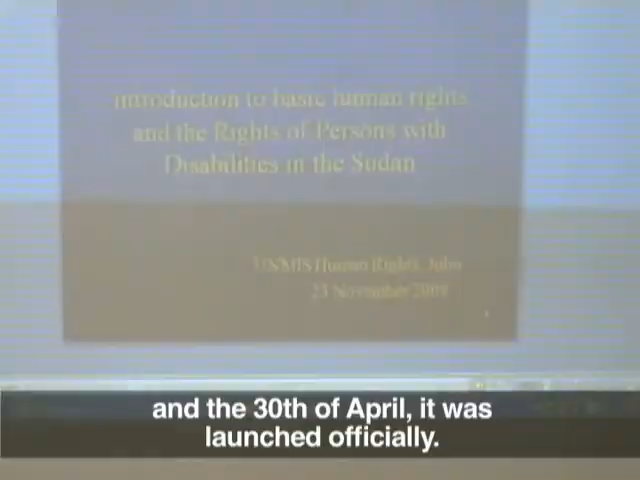 introduction to basic human rights
and the Rights of Persons with
Disabilities in the Sudan
UNMIS Human Rights, Juba
23 November 2009
and the 30th of April, it was
launched officially.